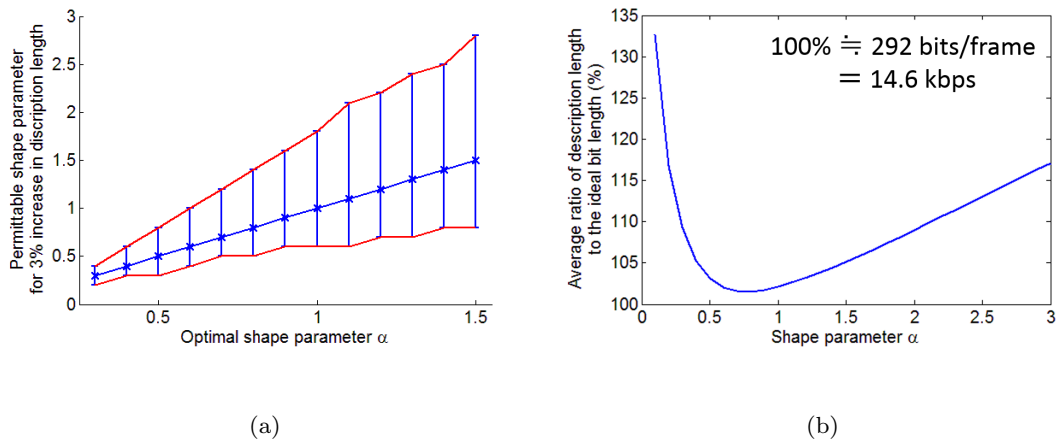 Permittable shape parameter
for 3% increase in discription length
3
2.5
2
1.5
1
0.5
0
0.5
1
1.5
Optimal shape parameter α
(a)
Average ratio of description length
to the ideal bit length (%)
135
130
125
120
115
110
105
100
0
0.5
1
1.5
2
2.5
3
Shape parameter α
100% ≒ 292 bits/frame
= 14.6 kbps
(b)